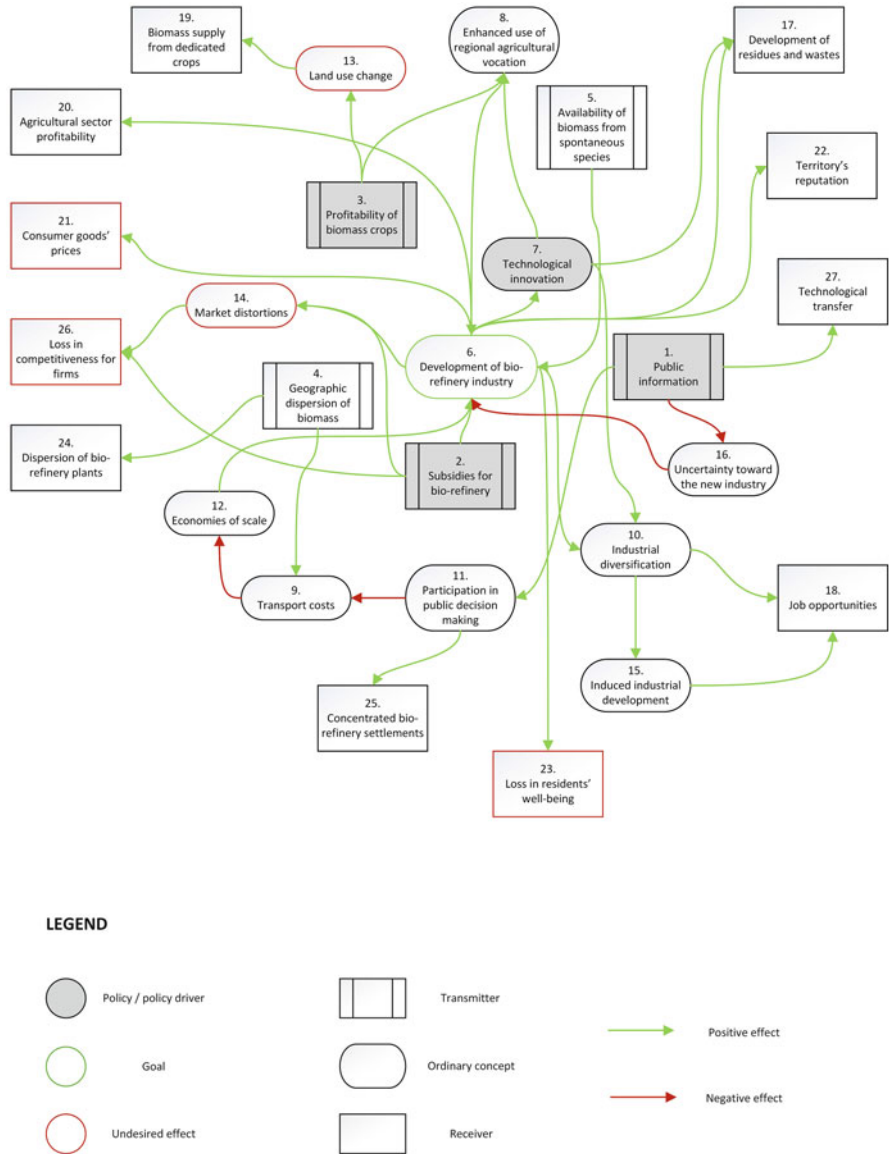 19.
Biomass supply
from dedicated
crops
13.
Land use change
8.
Enhanced use of
regional agricultural
vocation
17.
Development of
residues and wastes
20.
Agricultural sector
profitability
5.
Availability of
biomass from
spontaneous
species
22.
Territory's
reputation
3.
Profitability of
biomass crops
21.
Consumer goods'
prices
7.
Technological
innovation
27.
Technological
transfer
14.
Market distortions
26.
Loss in
competitiveness for
firms
6.
Development of bio-
refinery industry
1.
Public
information
4.
Geographic
dispersion of
biomass
24.
Dispersion of bio-
refinery plants
2.
Subsidies for
bio-refinery
16.
Uncertainty toward
the new industry
12.
Economies of scale
10.
Industrial
diversification
9.
Transport costs
11.
Participation in
public decision
making
18.
Job opportunities
15.
Induced industrial
development
25.
Concentrated bio-
refinery settlements
23.
Loss in residents'
well-being
LEGEND
Policy / policy driver
Transmitter
Positive effect
Goal
Ordinary concept
Negative effect
Undesired effect
Receiver